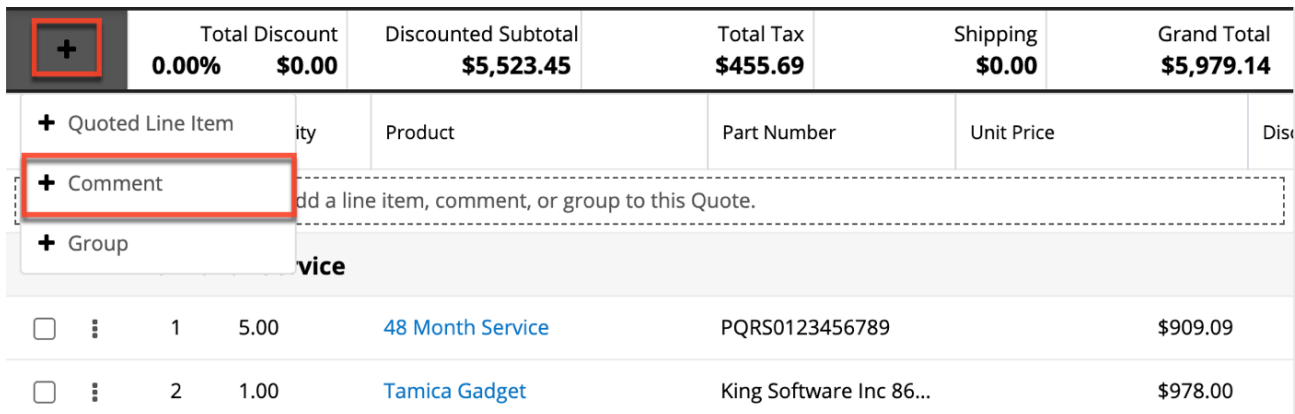 Total Discount Discounted Subtotal Total Tax Shipping Grand Total
+ 0.00% $0.00 $5,523.45 $455.69 $0.00 $5,979.14
+ Quoted Line Item
ity Product Part Number Unit Price Disc
+ Comment
dd a line item, comment, or group to this Quote.
+ Group
rvice
1 5.00 48 Month Service PQRS0123456789 $909.09
2 1.00 Tamica Gadget King Software Inc 86... $978.00